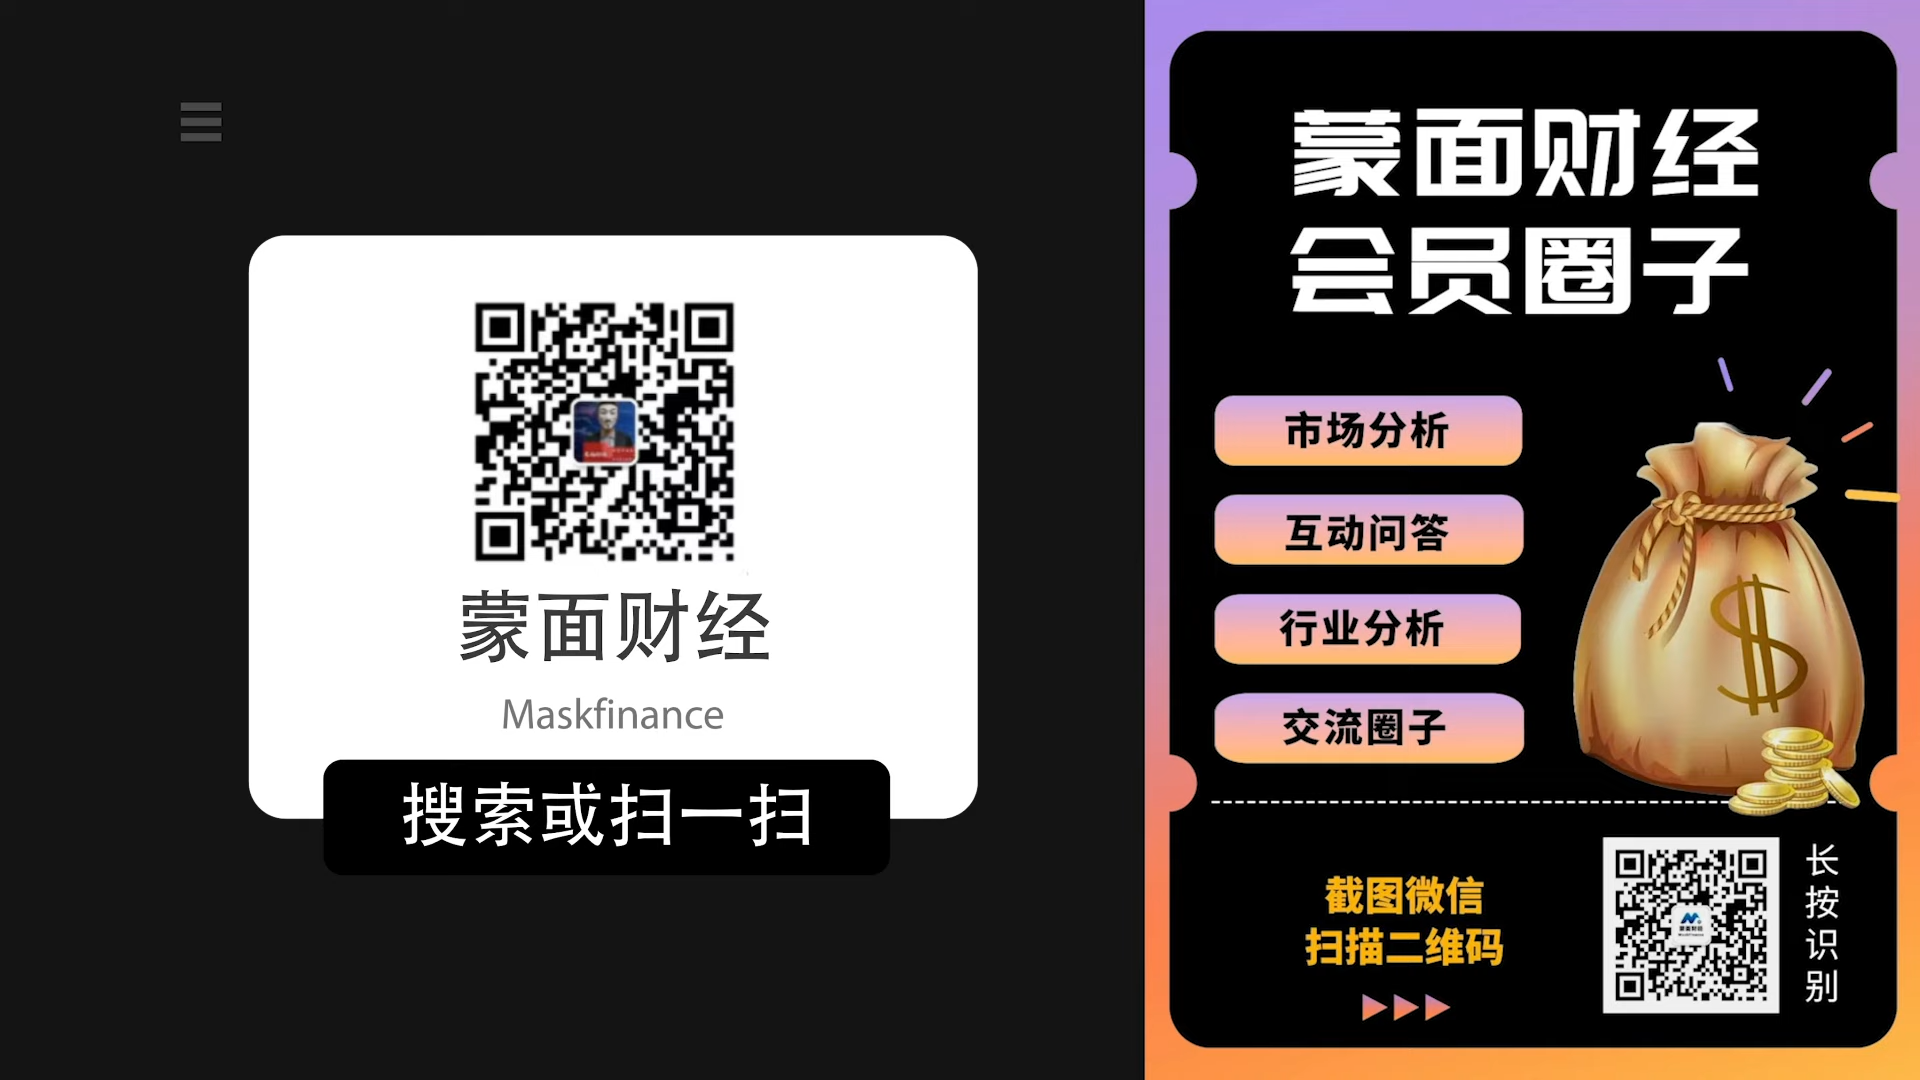 蒙面财经
Maskfinance
搜索或扫一扫
蒙面财经
会员圈子
市场分析
互动问答
行业分析
交流圈子
截图微信
扫描二维码
长按识别